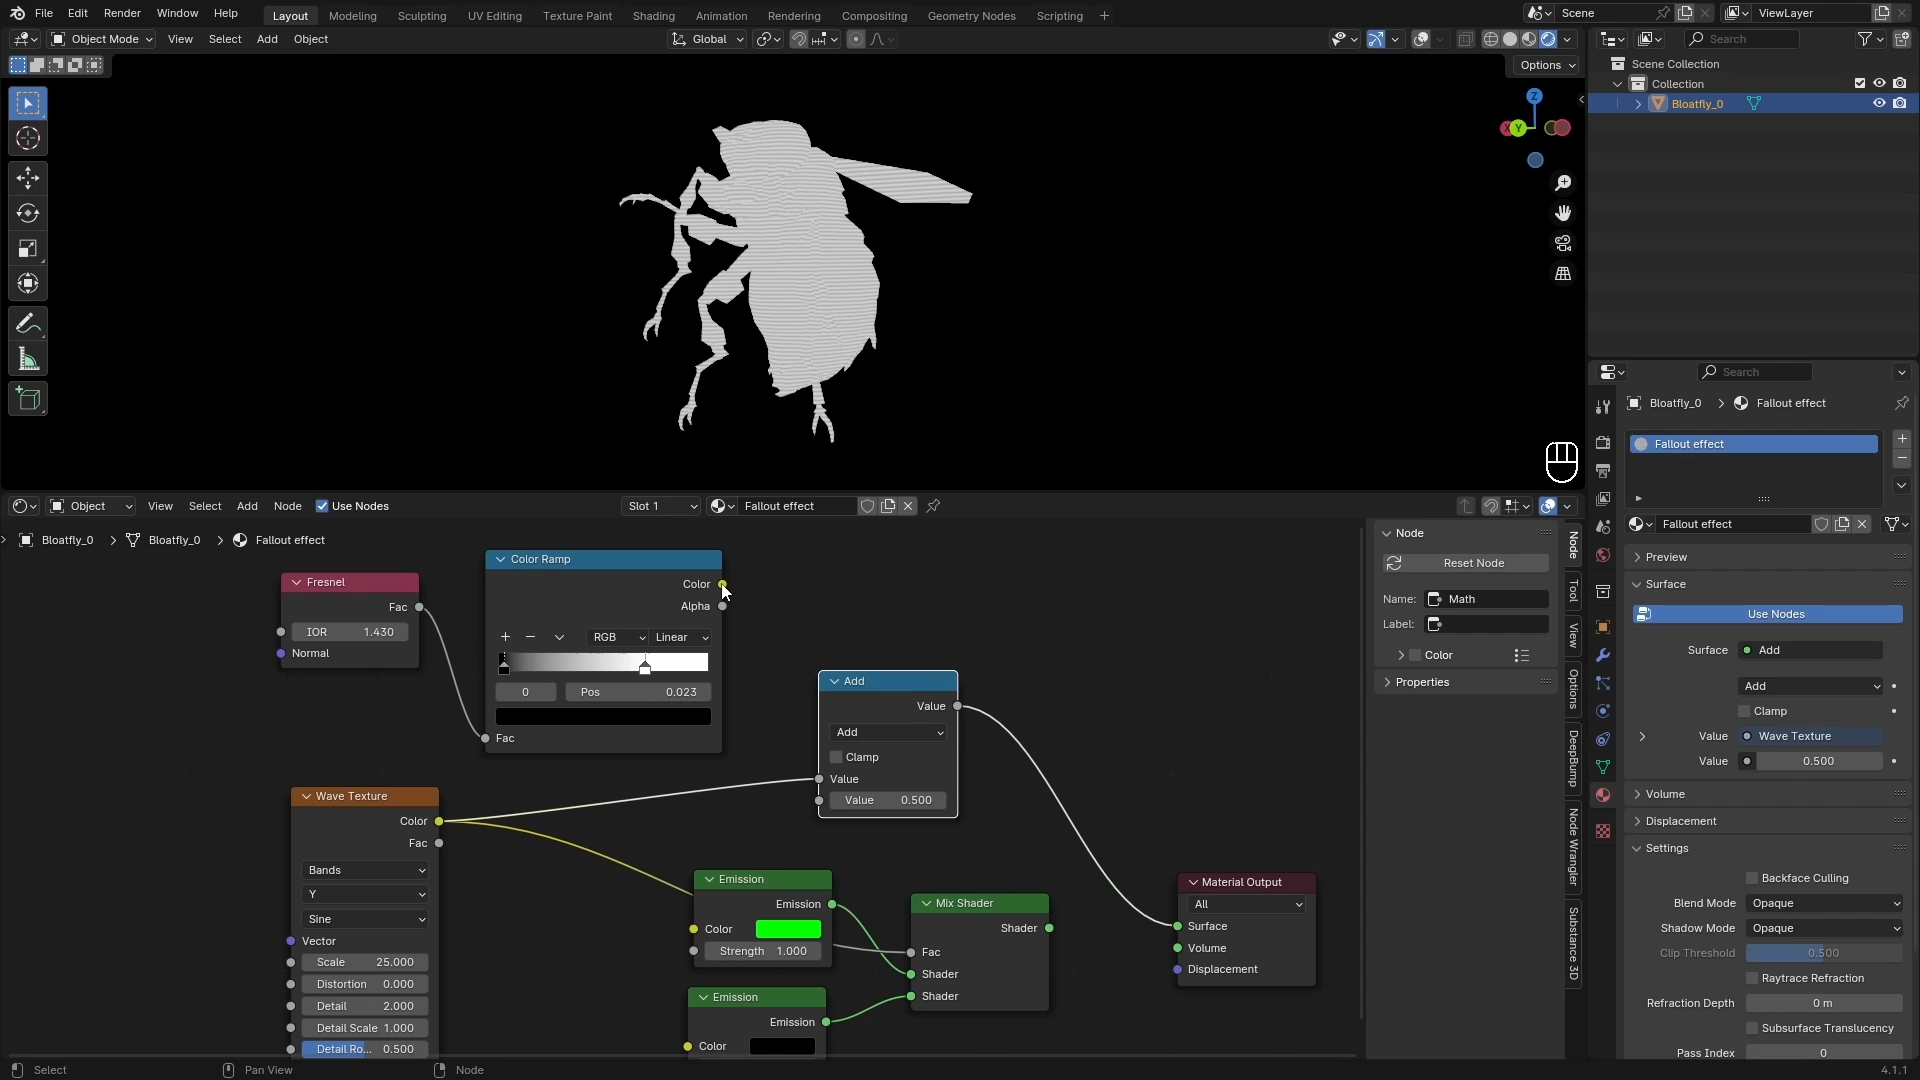 File Edit Render Window Help Layout Modeling Sculpting UV Editing Texture Paint Shading Animation Rendering Compositing Geometry Nodes Scripting + Scene ViewLayer
Object Mode View Select Add Object Global Search
Options
Scene Collection
Collection
Bloatfly_0
X Y Z
Search
Bloatfly_0 > Fallout effect
Fallout effect
Fallout effect
Preview
Surface
Use Nodes
Surface Add
Add
Clamp
Value Wave Texture
Value 0.500
Volume
Displacement
Settings
Backface Culling
Blend Mode Opaque
Shadow Mode Opaque
Clip Threshold 0.500
Raytrace Refraction
Refraction Depth 0 m
Subsurface Translucency
Pass Index 0
Object View Select Add Node Use Nodes Slot 1 Fallout effect
Bloatfly_0 > Bloatfly_0 > Fallout effect
Fresnel
Fac
IOR 1.430
Normal
Color Ramp
Color
Alpha
+ − RGB Linear
0 Pos 0.023
Fac
Add
Value
Add
Clamp
Value
Value 0.500
Wave Texture
Color
Fac
Bands
Y
Sine
Vector
Scale 25.000
Distortion 0.000
Detail 2.000
Detail Scale 1.000
Detail Ro... 0.500
Emission
Emission
Color
Strength 1.000
Emission
Emission
Color
Mix Shader
Shader
Fac
Shader
Shader
Material Output
All
Surface
Volume
Displacement
Node
Reset Node
Name: Math
Label:
Color
Properties
Node
Tool
View
Options
DeepBump
Node Wrangler
Substance 3D
Select Pan View Node 4.1.1